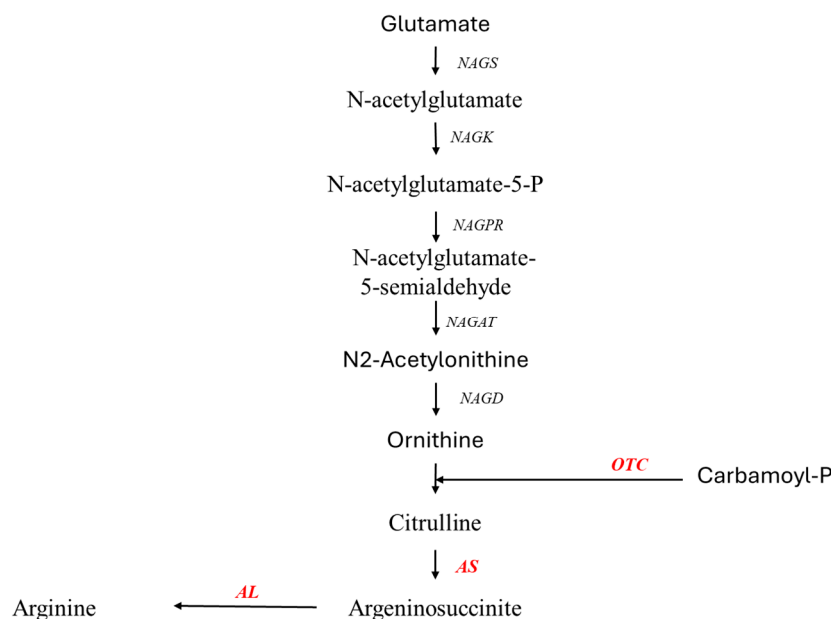 Glutamate
NAGS
N-acetylglutamate
NAGK
N-acetylglutamate-5-P
NAGPR
N-acetylglutamate-
5-semialdehyde
NAGAT
N2-Acetylonithine
NAGD
Ornithine
OTC
Carbamoyl-P
Citrulline
AS
Arginine
AL
Argeninosuccinite